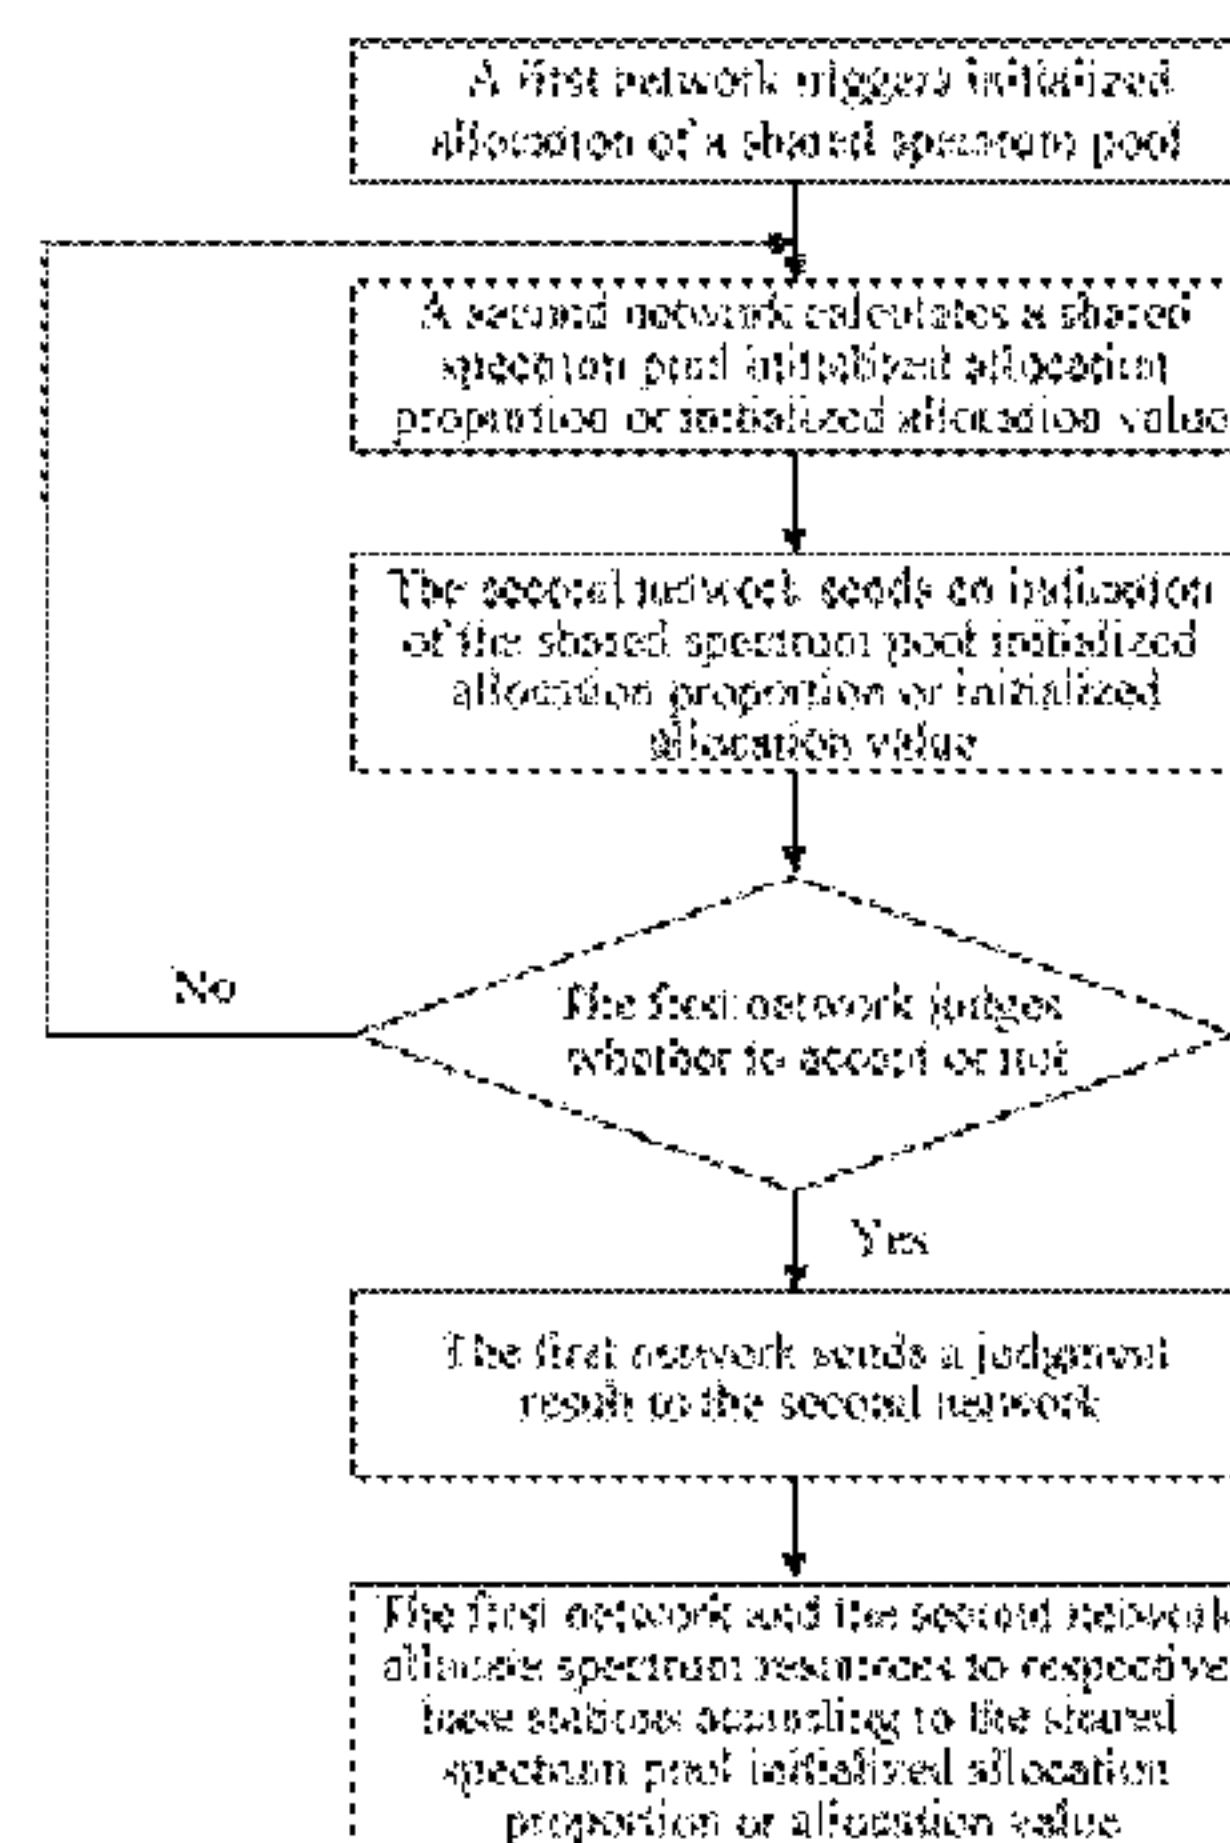 A first network triggers initialized
allocation of a shared spectrum pool
A second network calculates a shared
spectrum pool initialized allocation
proportion or initialized allocation value
The second network sends an indication
of the shared spectrum pool initialized
allocation proportion or initialized
allocation value
No
The first network judges
whether to accept or not
Yes
The first network sends a judgment
result to the second network
The first network and the second network
allocate spectrum resources to respective
base stations according to the shared
spectrum pool initialized allocation
proportion or allocation value